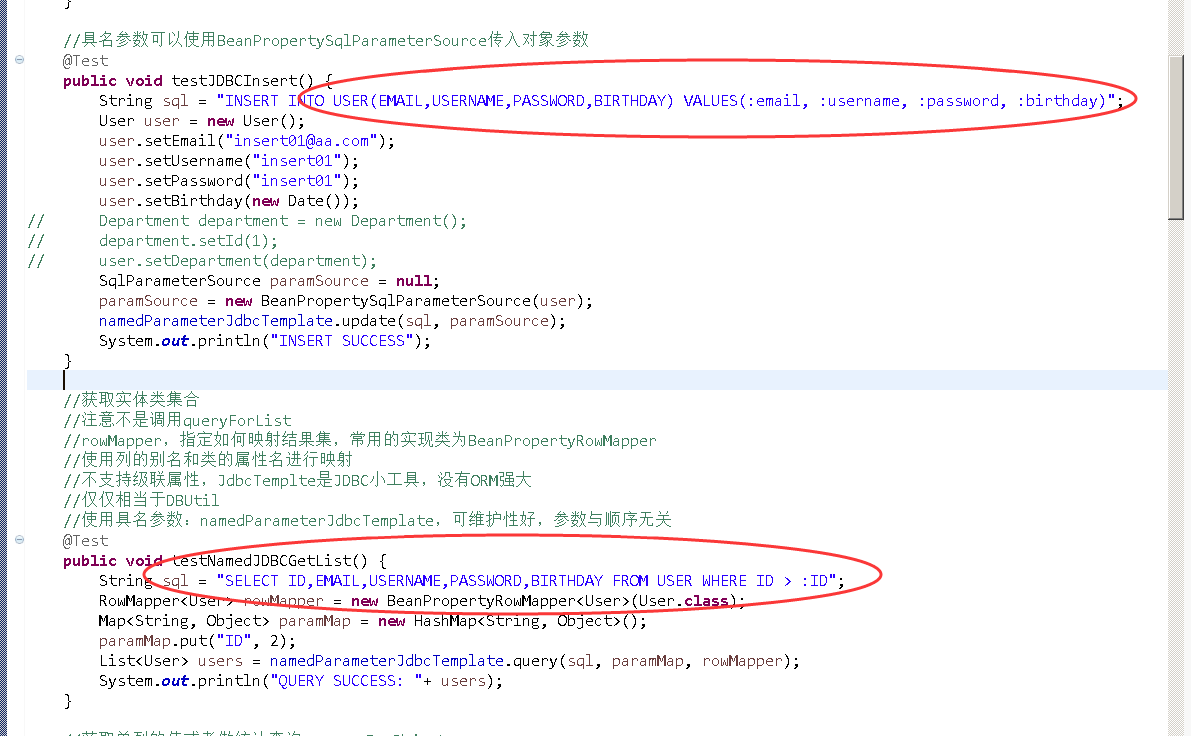 }
//具名参数可以使用BeanPropertySqlParameterSource传入对象参数
@Test
public void testJDBCInsert() {
String sql = "INSERT INTO USER(EMAIL,USERNAME,PASSWORD,BIRTHDAY) VALUES(:email, :username, :password, :birthday)";
User user = new User();
user.setEmail("insert01@aa.com");
user.setUsername("insert01");
user.setPassword("insert01");
user.setBirthday(new Date());
// Department department = new Department();
// department.setId(1);
// user.setDepartment(department);
SqlParameterSource paramSource = null;
paramSource = new BeanPropertySqlParameterSource(user);
namedParameterJdbcTemplate.update(sql, paramSource);
System.out.println("INSERT SUCCESS");
}
//获取实体类集合
//注意不是调用queryForList
//rowMapper，指定如何映射结果集，常用的实现类为BeanPropertyRowMapper
//使用列的别名和类的属性名进行映射
//不支持级联属性，JdbcTemplte是JDBC小工具，没有ORM强大
//仅仅相当于DBUtil
//使用具名参数：namedParameterJdbcTemplate，可维护性好，参数与顺序无关
@Test
public void testNamedJDBCGetList() {
String sql = "SELECT ID,EMAIL,USERNAME,PASSWORD,BIRTHDAY FROM USER WHERE ID > :ID";
RowMapper<User> rowMapper = new BeanPropertyRowMapper<User>(User.class);
Map<String, Object> paramMap = new HashMap<String, Object>();
paramMap.put("ID", 2);
List<User> users = namedParameterJdbcTemplate.query(sql, paramMap, rowMapper);
System.out.println("QUERY SUCCESS: "+ users);
}